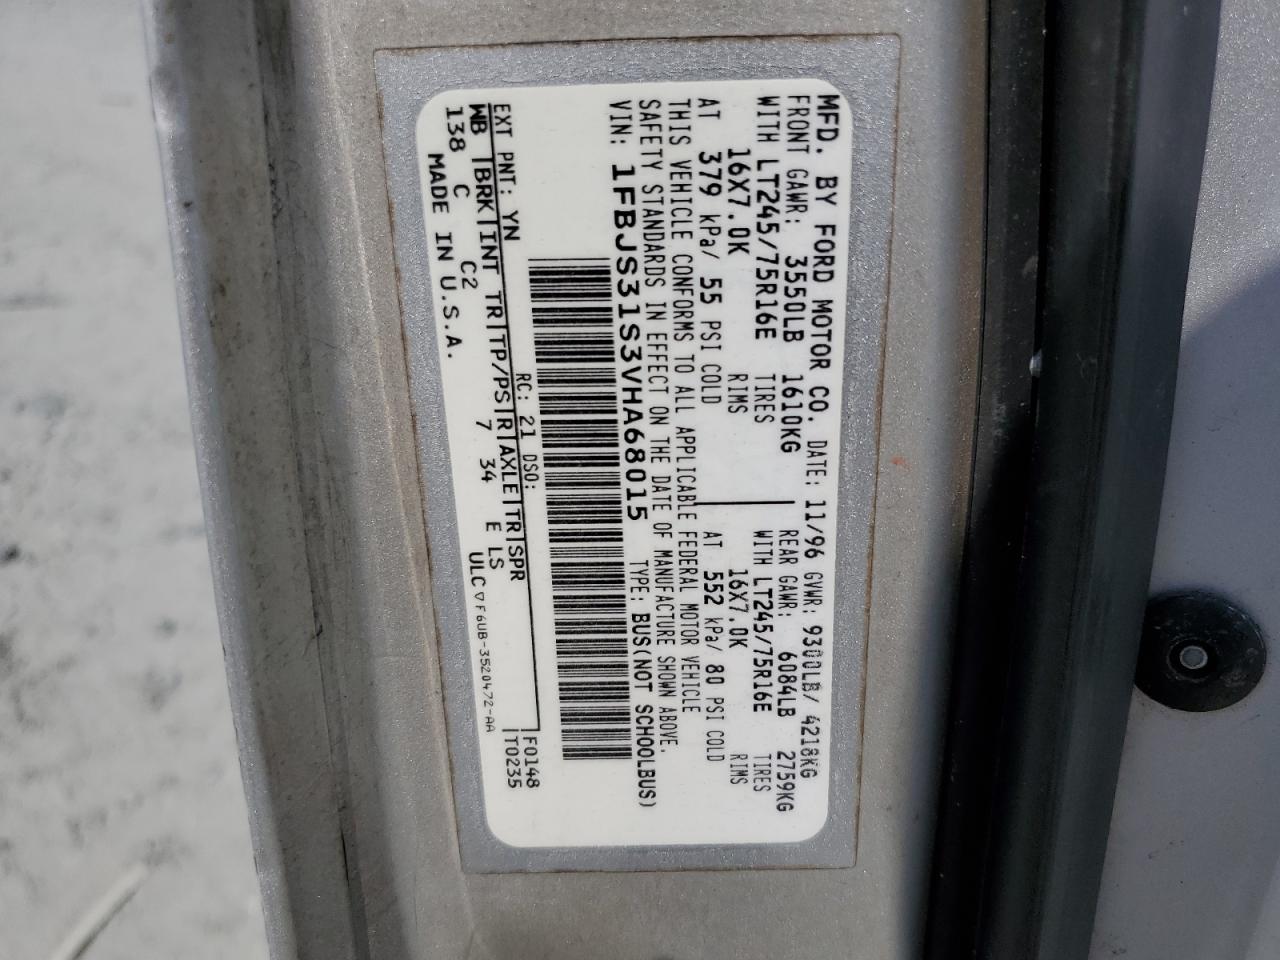 MFD. BY FORD MOTOR CO. DATE: 11/96 GVWR: 9300LB/ 4218KG
FRONT GAWR: 3550LB 1610KG REAR GAWR: 6084LB 2759KG
WITH LT245/75R16E TIRES WITH LT245/75R16E TIRES
16X7.0K RIMS 16X7.0K RIMS
AT 379 kPa/ 55 PSI COLD AT 552 kPa/ 80 PSI COLD
THIS VEHICLE CONFORMS TO ALL APPLICABLE FEDERAL MOTOR VEHICLE
SAFETY STANDARDS IN EFFECT ON THE DATE OF MANUFACTURE SHOWN ABOVE.
VIN: 1FBJS31S3VHA68015 TYPE: BUS(NOT SCHOOLBUS)
F0148
T0235
EXT PNT: YN RC: 21 DSO:
WB BRK INT TR TP/PS R AXLE TR SPR
138 C C2 7 34 E LS
MADE IN U.S.A. ULC ▽ F6UB-3520472-AA